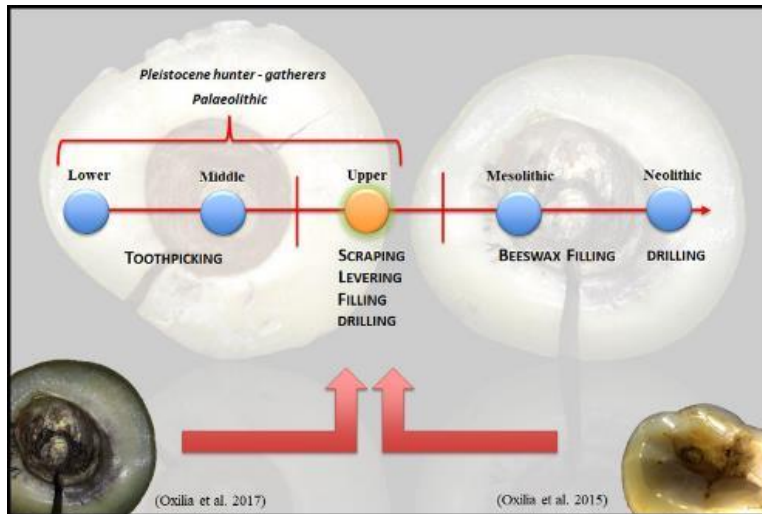 Pleistocene hunter - gatherers
Palaeolithic
Lower
Middle
Upper
Mesolithic
Neolithic
TOOTHPICKING
SCRAPING
LEVERING
FILLING
DRILLING
BEESWAX FILLING
DRILLING
(Oxilia et al. 2017)
(Oxilia et al. 2015)